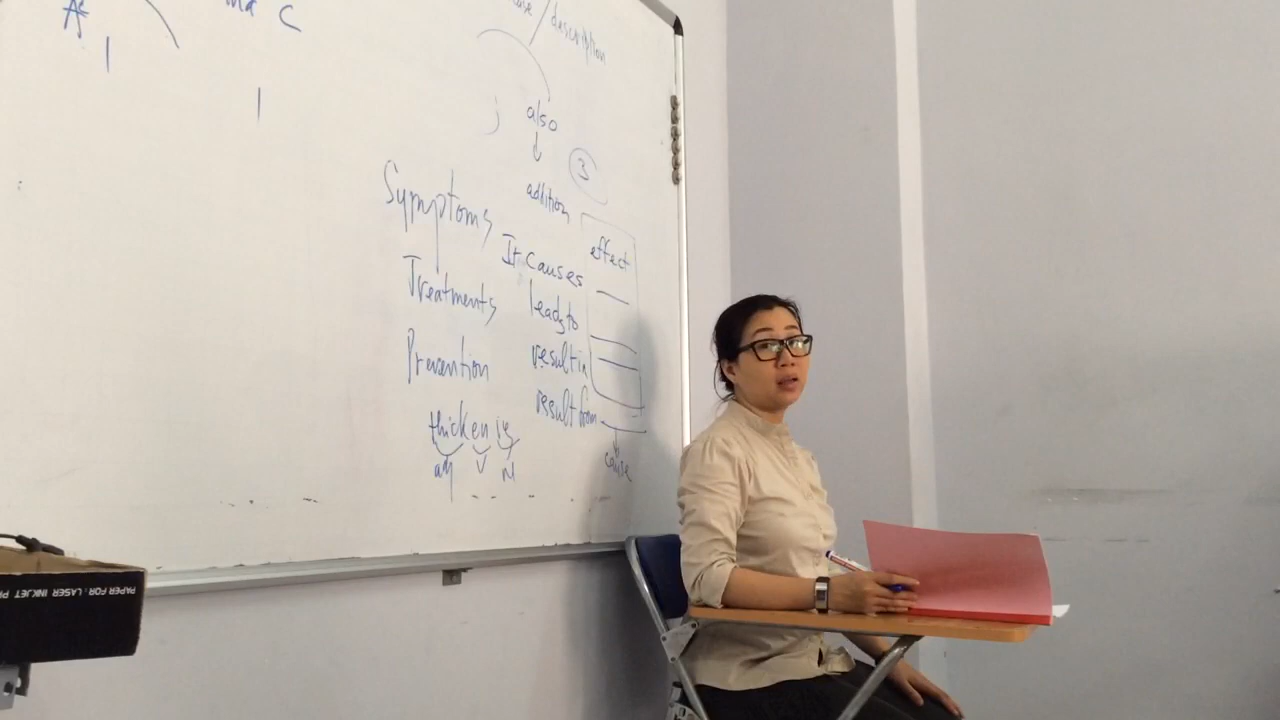 C
/description
also
↓
3
addition
Symptoms
Treatments
Prevention
thicken
adj V N
It causes
leads to
result in
result from
effect
cause
PAPER FOR : LASER INKJET